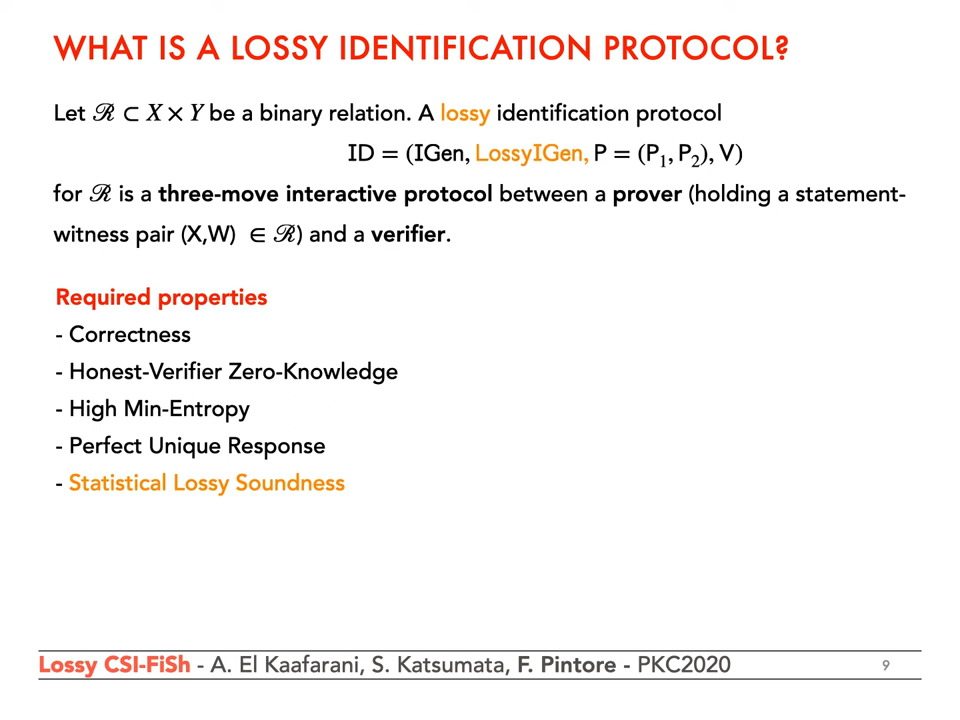 WHAT IS A LOSSY IDENTIFICATION PROTOCOL?
Let ℛ ⊂ X × Y be a binary relation. A lossy identification protocol
ID = (IGen, LossyIGen, P = (P₁, P₂), V)
for ℛ is a three-move interactive protocol between a prover (holding a statement-
witness pair (X,W) ∈ ℛ) and a verifier.
Required properties
- Correctness
- Honest-Verifier Zero-Knowledge
- High Min-Entropy
- Perfect Unique Response
- Statistical Lossy Soundness
Lossy CSI-FiSh - A. El Kaafarani, S. Katsumata, F. Pintore - PKC2020
9